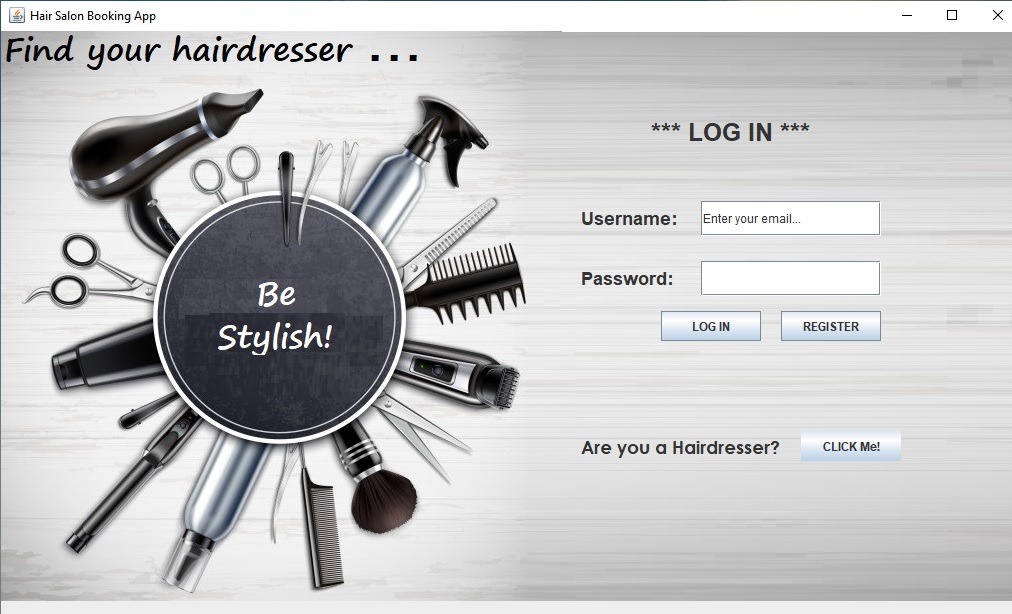 Hair Salon Booking App
Find your hairdresser ...
Be
Stylish!
*** LOG IN ***
Username: Enter your email...
Password:
LOG IN REGISTER
Are you a Hairdresser? CLICK Me!